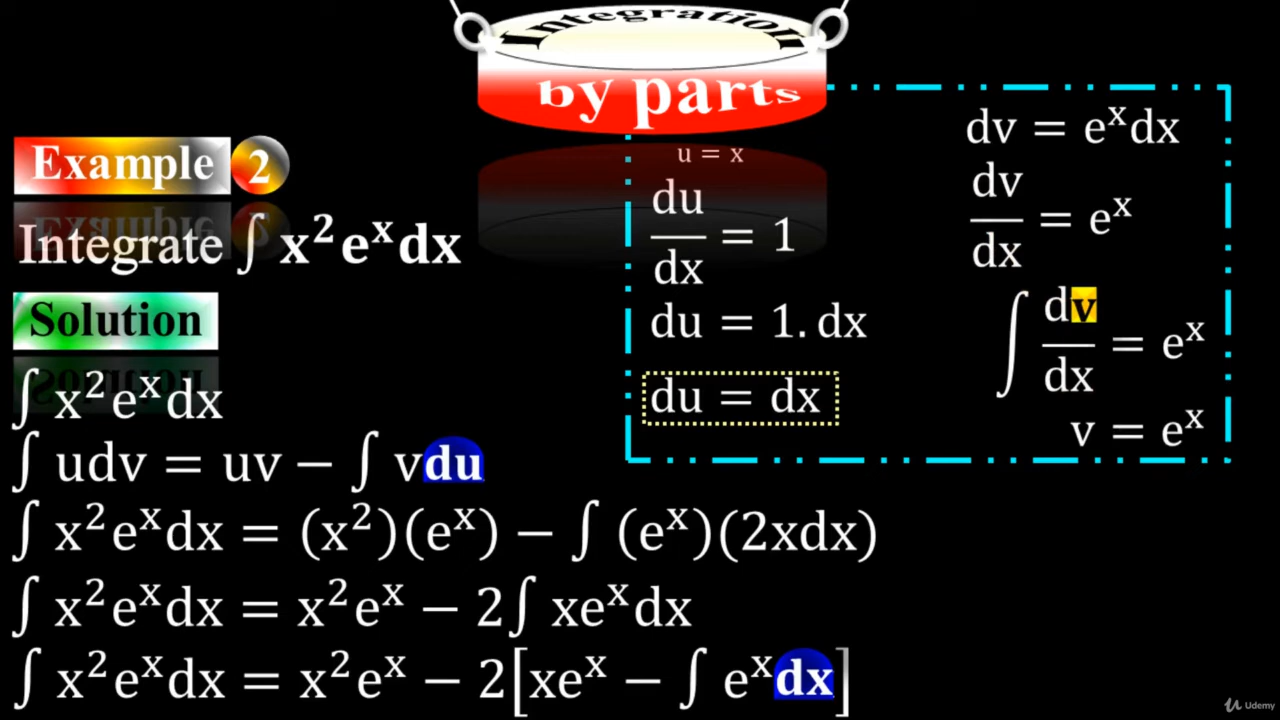 Integration
by parts
Example 2
Integrate ∫ x²eˣdx
Solution
∫ x²eˣdx
∫ udv = uv − ∫ vdu
∫ x²eˣdx = (x²)(eˣ) − ∫ (eˣ)(2xdx)
∫ x²eˣdx = x²eˣ − 2∫ xeˣdx
∫ x²eˣdx = x²eˣ − 2[xeˣ − ∫ eˣdx]
u = x
du/dx = 1
du = 1. dx
du = dx
dv = eˣdx
dv/dx = eˣ
∫ dv/dx = eˣ
v = eˣ
Udemy